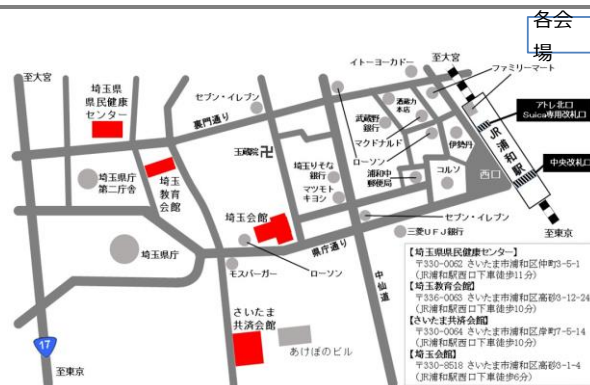 各会
場
至大宮
イトーヨーカドー
至大宮
ファミリーマート
埼玉県
県民健康
センター
セブン・イレブン
裏門通り
玉蔵院
武蔵野
銀行
酒蔵力
本店
マクドナルド
ローソン
伊勢丹
アトレ北口
Suica専用改札口
JR浦和駅
中央改札口
埼玉
教育
会館
埼玉県庁
第二庁舎
埼玉りそな
銀行
マツモト
キヨシ
浦和中
郵便局
コルソ
西口
埼玉会館
県庁通り
セブン・イレブン
三菱UFJ銀行
至東京
埼玉県庁
モスバーガー
ローソン
中仙道
さいたま
共済会館
あけぼのビル
17
至東京
【埼玉県県民健康センター】
〒330-0062 さいたま市浦和区仲町3-5-1
(JR浦和駅西口下車徒歩11分)
【埼玉教育会館】
〒336-0063 さいたま市浦和区高砂3-12-24
(JR浦和駅西口下車徒歩10分)
【さいたま共済会館】
〒330-0064 さいたま市浦和区岸町7-5-14
(JR浦和駅西口下車徒歩10分)
【埼玉会館】
〒330-8518 さいたま市浦和区高砂3-1-4
(JR浦和駅西口下車徒歩6分)